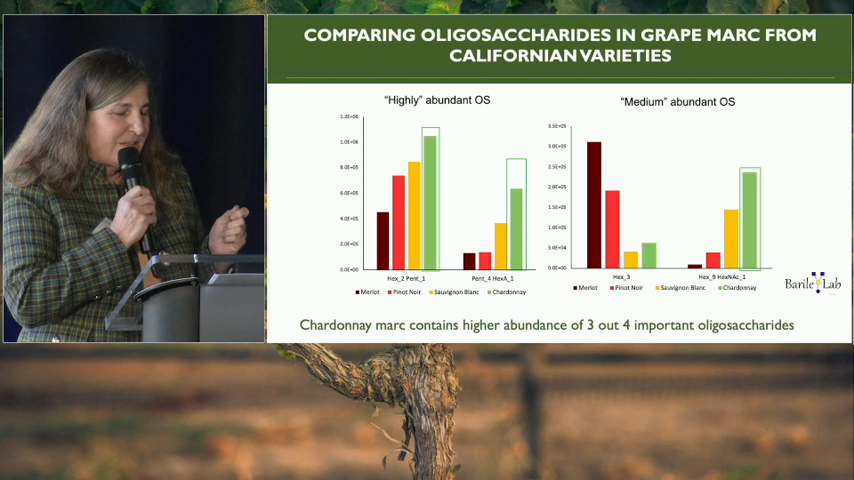 COMPARING OLIGOSACCHARIDES IN GRAPE MARC FROM
CALIFORNIAN VARIETIES
“Highly” abundant OS
1.2E+06
1.0E+06
8.0E+05
6.0E+05
4.0E+05
2.0E+05
0.0E+00
Hex_2 Pent_1
Pent_4 HexA_1
Merlot
Pinot Noir
Sauvignon Blanc
Chardonnay
“Medium” abundant OS
3.5E+05
3.0E+05
2.5E+05
2.0E+05
1.5E+05
1.0E+05
5.0E+04
0.0E+00
Hex_3
Hex_9 HexNAc_1
Merlot
Pinot Noir
Sauvignon Blanc
Chardonnay
Barile Lab
Chardonnay marc contains higher abundance of 3 out 4 important oligosaccharides